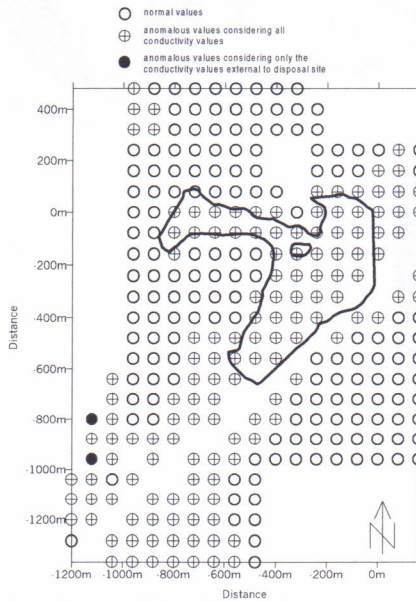 normal values
anomalous values considering all
conductivity values
anomalous values considering only the
conductivity values external to disposal site
400m
200m
0m
-200m
-400m
-600m
-800m
-1000m
-1200m
Distance
N
-1200m -1000m -800m -600m -400m -200m 0m
Distance